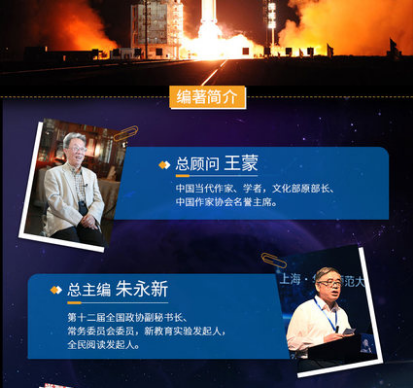 编著简介
总顾问 王蒙
中国当代作家、学者,文化部原部长、
中国作家协会名誉主席。
上海·
范大
总主编 朱永新
第十二届全国政协副秘书长、
常务委员会委员,新教育实验发起人,
全民阅读发起人。